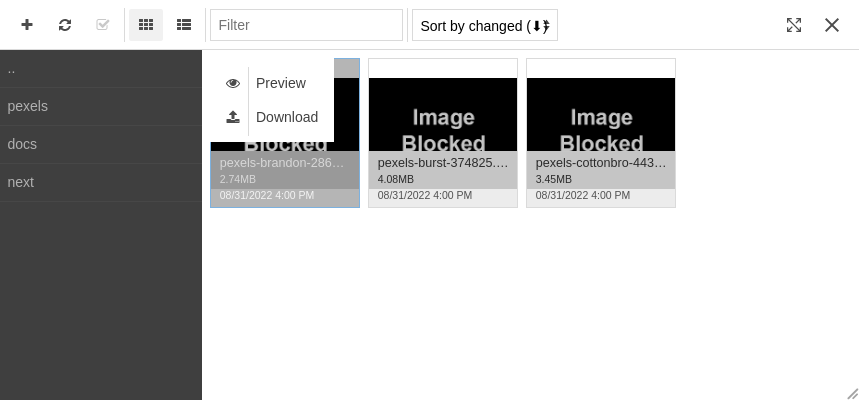 Filter
Sort by changed (⬇)
..
pexels
docs
next
Preview
Download
Blocked
pexels-brandon-286…
2.74MB
08/31/2022 4:00 PM
Image
Blocked
pexels-burst-374825.…
4.08MB
08/31/2022 4:00 PM
Image
Blocked
pexels-cottonbro-443…
3.45MB
08/31/2022 4:00 PM